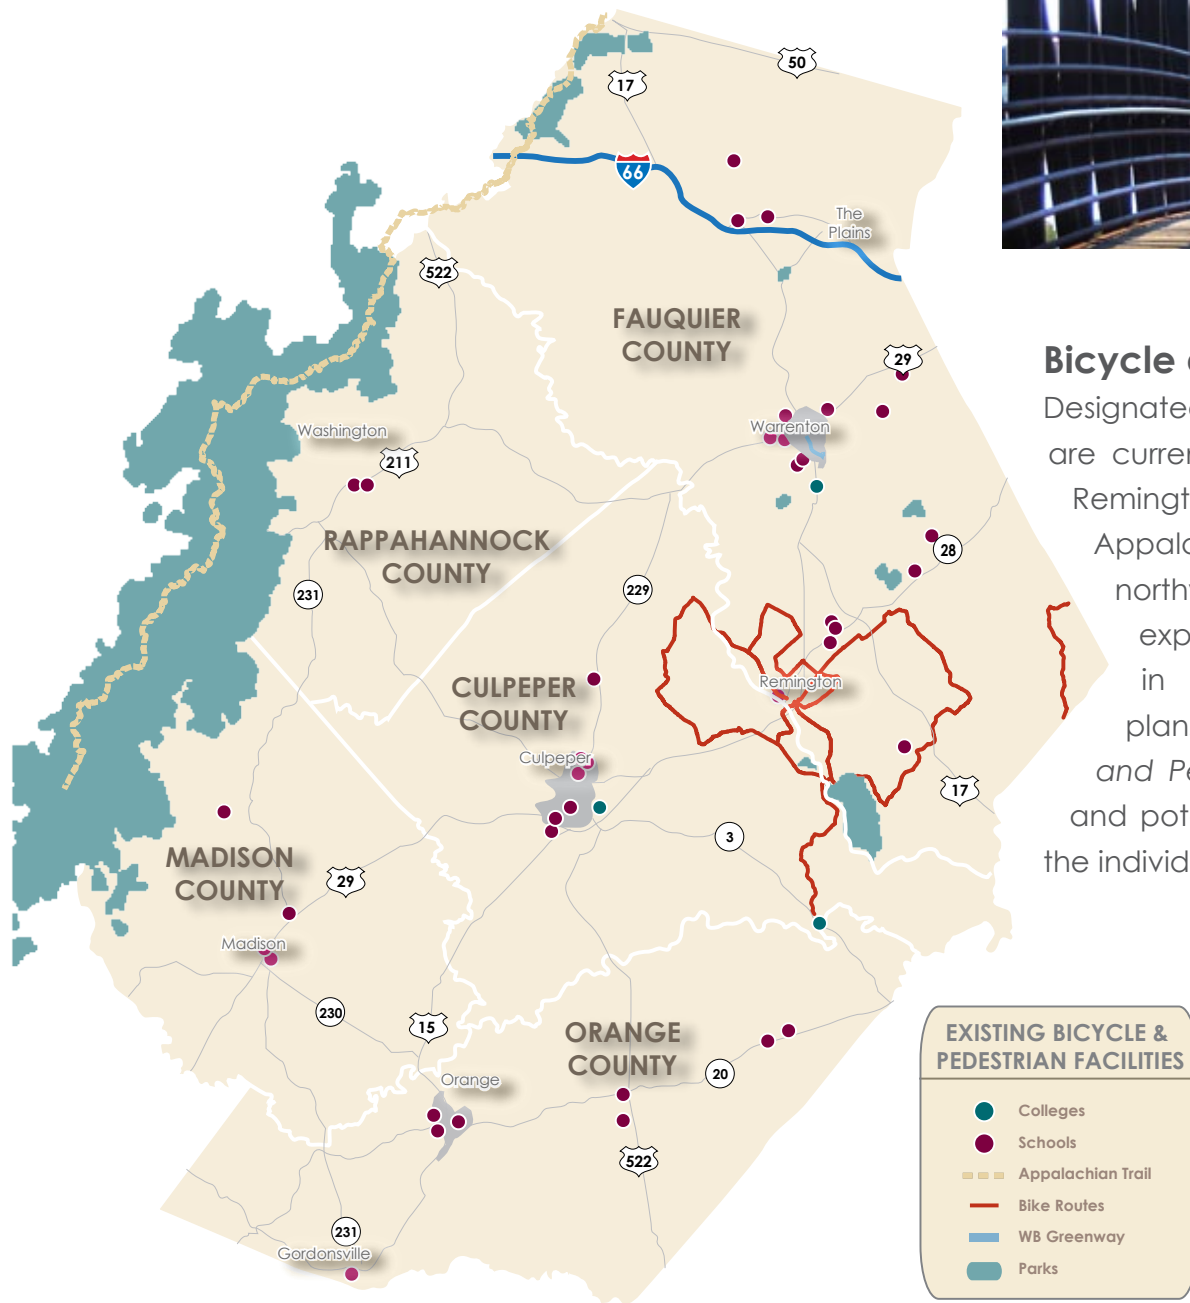 50
17
66
The
Plains
522
FAUQUIER
COUNTY
29
Warrenton
Washington
211
RAPPAHANNOCK
COUNTY
28
231
229
CULPEPER
COUNTY
Remington
Culpeper
17
3
MADISON
COUNTY
29
Madison
230
15
ORANGE
COUNTY
20
Orange
522
231
Gordonsville
Bicycle
Designated
are
Remingt
Appala
north
exp
in
plan
and Pe
and pot
the individ
EXISTING BICYCLE &
PEDESTRIAN FACILITIES
Colleges
Schools
Appalachian Trail
Bike Routes
WB Greenway
Parks